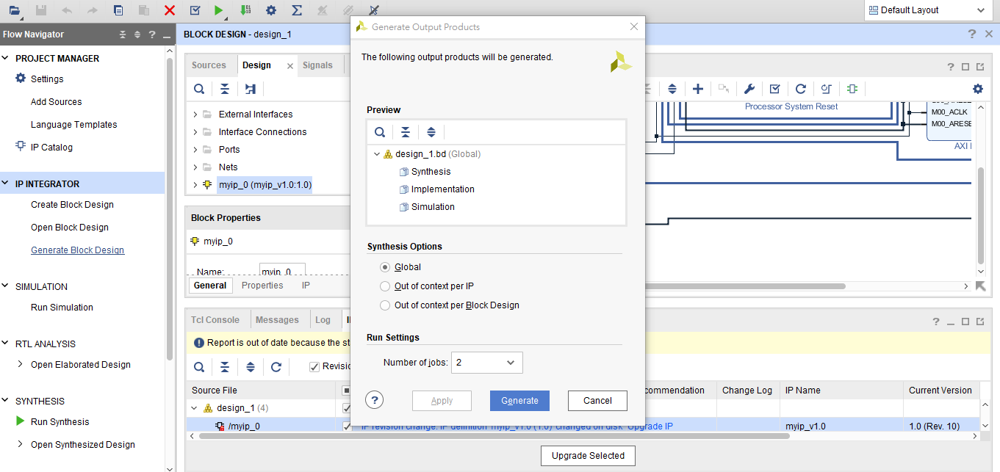 Default Layout
Flow Navigator
PROJECT MANAGER
Settings
Add Sources
Language Templates
IP Catalog
IP INTEGRATOR
Create Block Design
Open Block Design
Generate Block Design
SIMULATION
Run Simulation
RTL ANALYSIS
Open Elaborated Design
SYNTHESIS
Run Synthesis
Open Synthesized Design
BLOCK DESIGN - design_1
Sources Design Signals
External Interfaces
Interface Connections
Ports
Nets
myip_0 (myip_v1.0:1.0)
Block Properties
myip_0
Name: myip_0
General Properties IP
Processor System Reset
M00_ACLK
M00_ARESE
AXI
Generate Output Products
The following output products will be generated.
Preview
design_1.bd (Global)
Synthesis
Implementation
Simulation
Synthesis Options
Global
Out of context per IP
Out of context per Block Design
Run Settings
Number of jobs: 2
Apply Generate Cancel
Tcl Console Messages Log
Report is out of date because the st
Source File Change Log IP Name Current Version
design_1 (4)
/myip_0 IP revision change: IP definition 'myip_v1.0 (1.0)' changed on disk Upgrade IP myip_v1.0 1.0 (Rev. 10)
Upgrade Selected